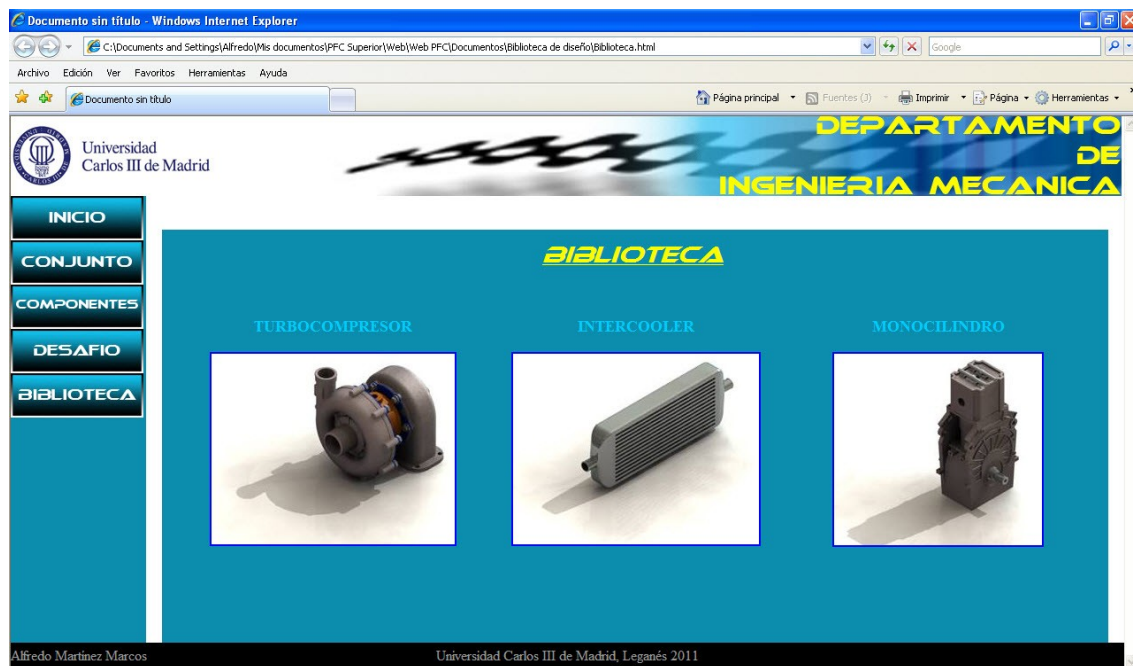 Documento sin título - Windows Internet Explorer
C:\Documents and Settings\Alfredo\Mis documentos\PFC Superior\Web\Web PFC\Documentos\Biblioteca de diseño\Biblioteca.html
Google
Archivo Edición Ver Favoritos Herramientas Ayuda
Documento sin título
Página principal Fuentes (J) Imprimir Página Herramientas
Universidad
Carlos III de Madrid
DEPARTAMENTO
DE
INGENIERIA MECANICA
INICIO
CONJUNTO
COMPONENTES
DESAFIO
BIBLIOTECA
BIBLIOTECA
TURBOCOMPRESOR INTERCOOLER MONOCILINDRO
Alfredo Martínez Marcos Universidad Carlos III de Madrid, Leganés 2011